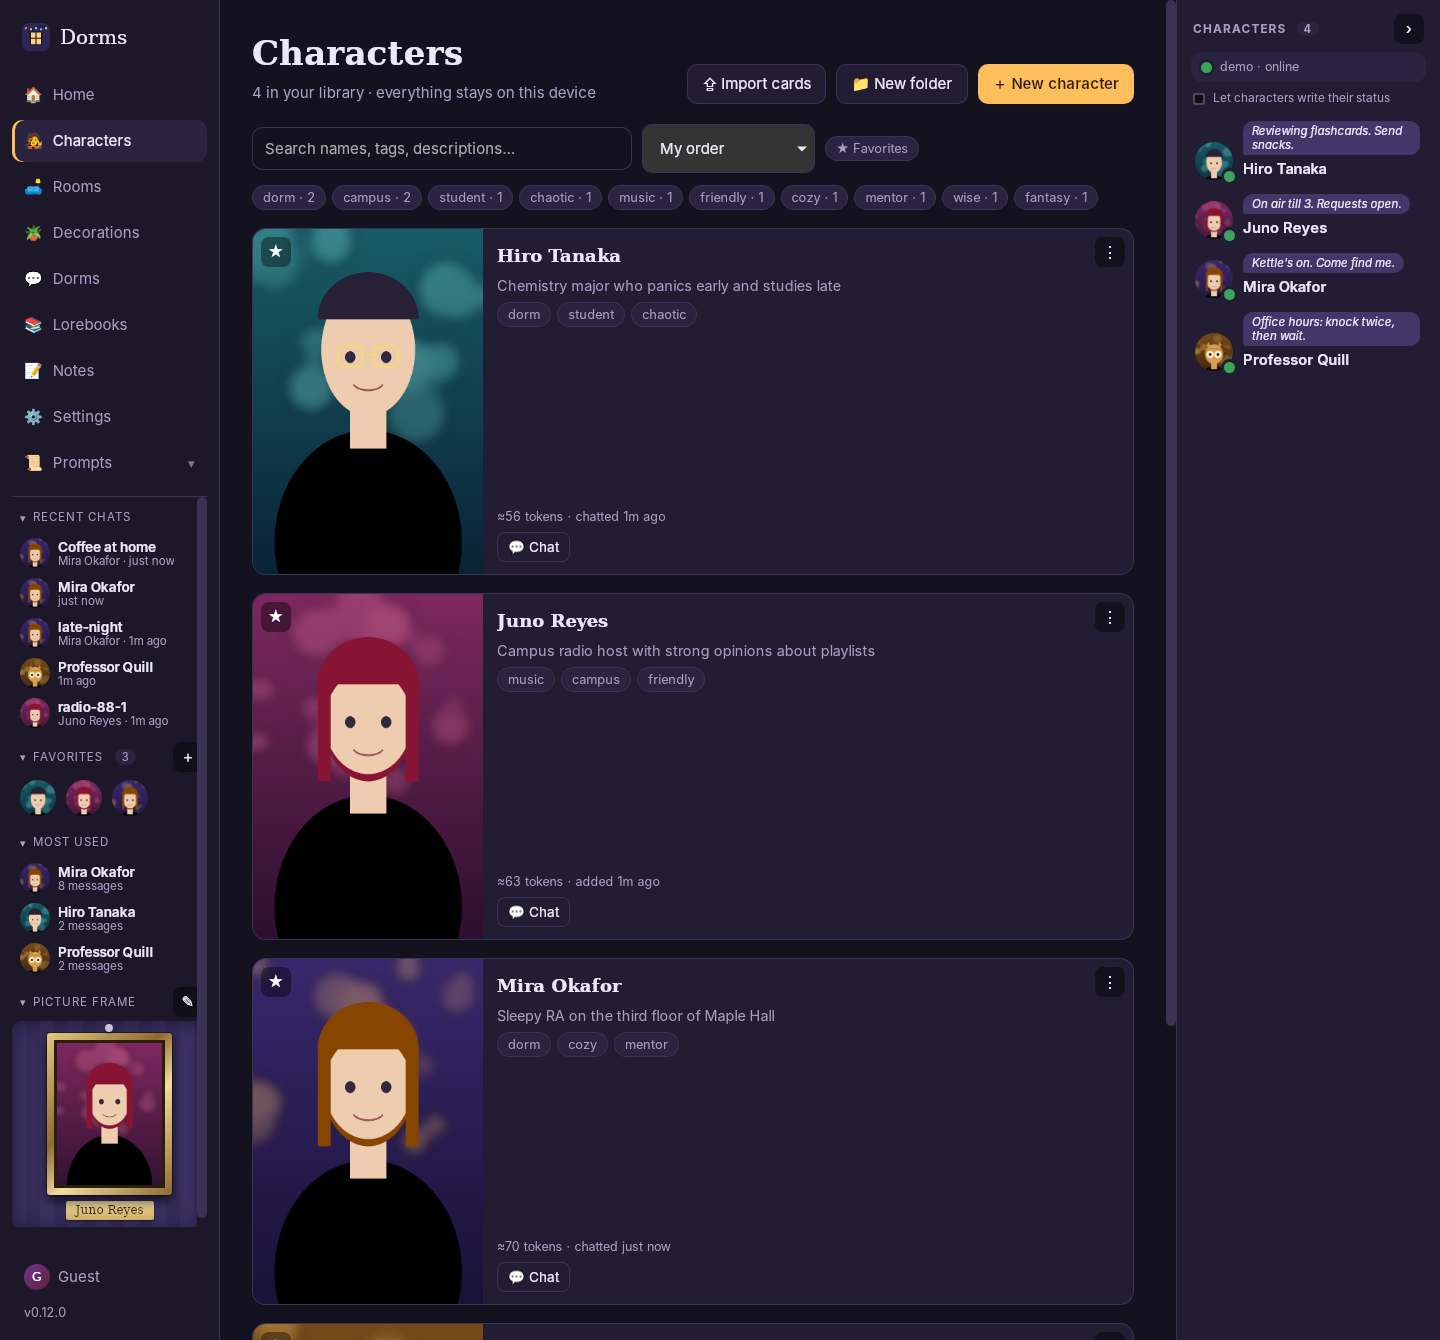 Dorms
Home
Characters
Rooms
Decorations
Dorms
Lorebooks
Notes
Settings
Prompts
RECENT CHATS
Coffee at home
Mira Okafor · just now
Mira Okafor
just now
late-night
Mira Okafor · 1m ago
Professor Quill
1m ago
radio-88-1
Juno Reyes · 1m ago
FAVORITES 3
MOST USED
Mira Okafor
8 messages
Hiro Tanaka
2 messages
Professor Quill
2 messages
PICTURE FRAME
Juno Reyes
G Guest
v0.12.0
Characters
4 in your library · everything stays on this device
Import cards
New folder
+ New character
Search names, tags, descriptions...
My order
★ Favorites
dorm · 2
campus · 2
student · 1
chaotic · 1
music · 1
friendly · 1
cozy · 1
mentor · 1
wise · 1
fantasy · 1
Hiro Tanaka
Chemistry major who panics early and studies late
dorm
student
chaotic
≈56 tokens · chatted 1m ago
Chat
Juno Reyes
Campus radio host with strong opinions about playlists
music
campus
friendly
≈63 tokens · added 1m ago
Chat
Mira Okafor
Sleepy RA on the third floor of Maple Hall
dorm
cozy
mentor
≈70 tokens · chatted just now
Chat
CHARACTERS 4
demo · online
Let characters write their status
Reviewing flashcards. Send
snacks.
Hiro Tanaka
On air till 3. Requests open.
Juno Reyes
Kettle's on. Come find me.
Mira Okafor
Office hours: knock twice,
then wait.
Professor Quill